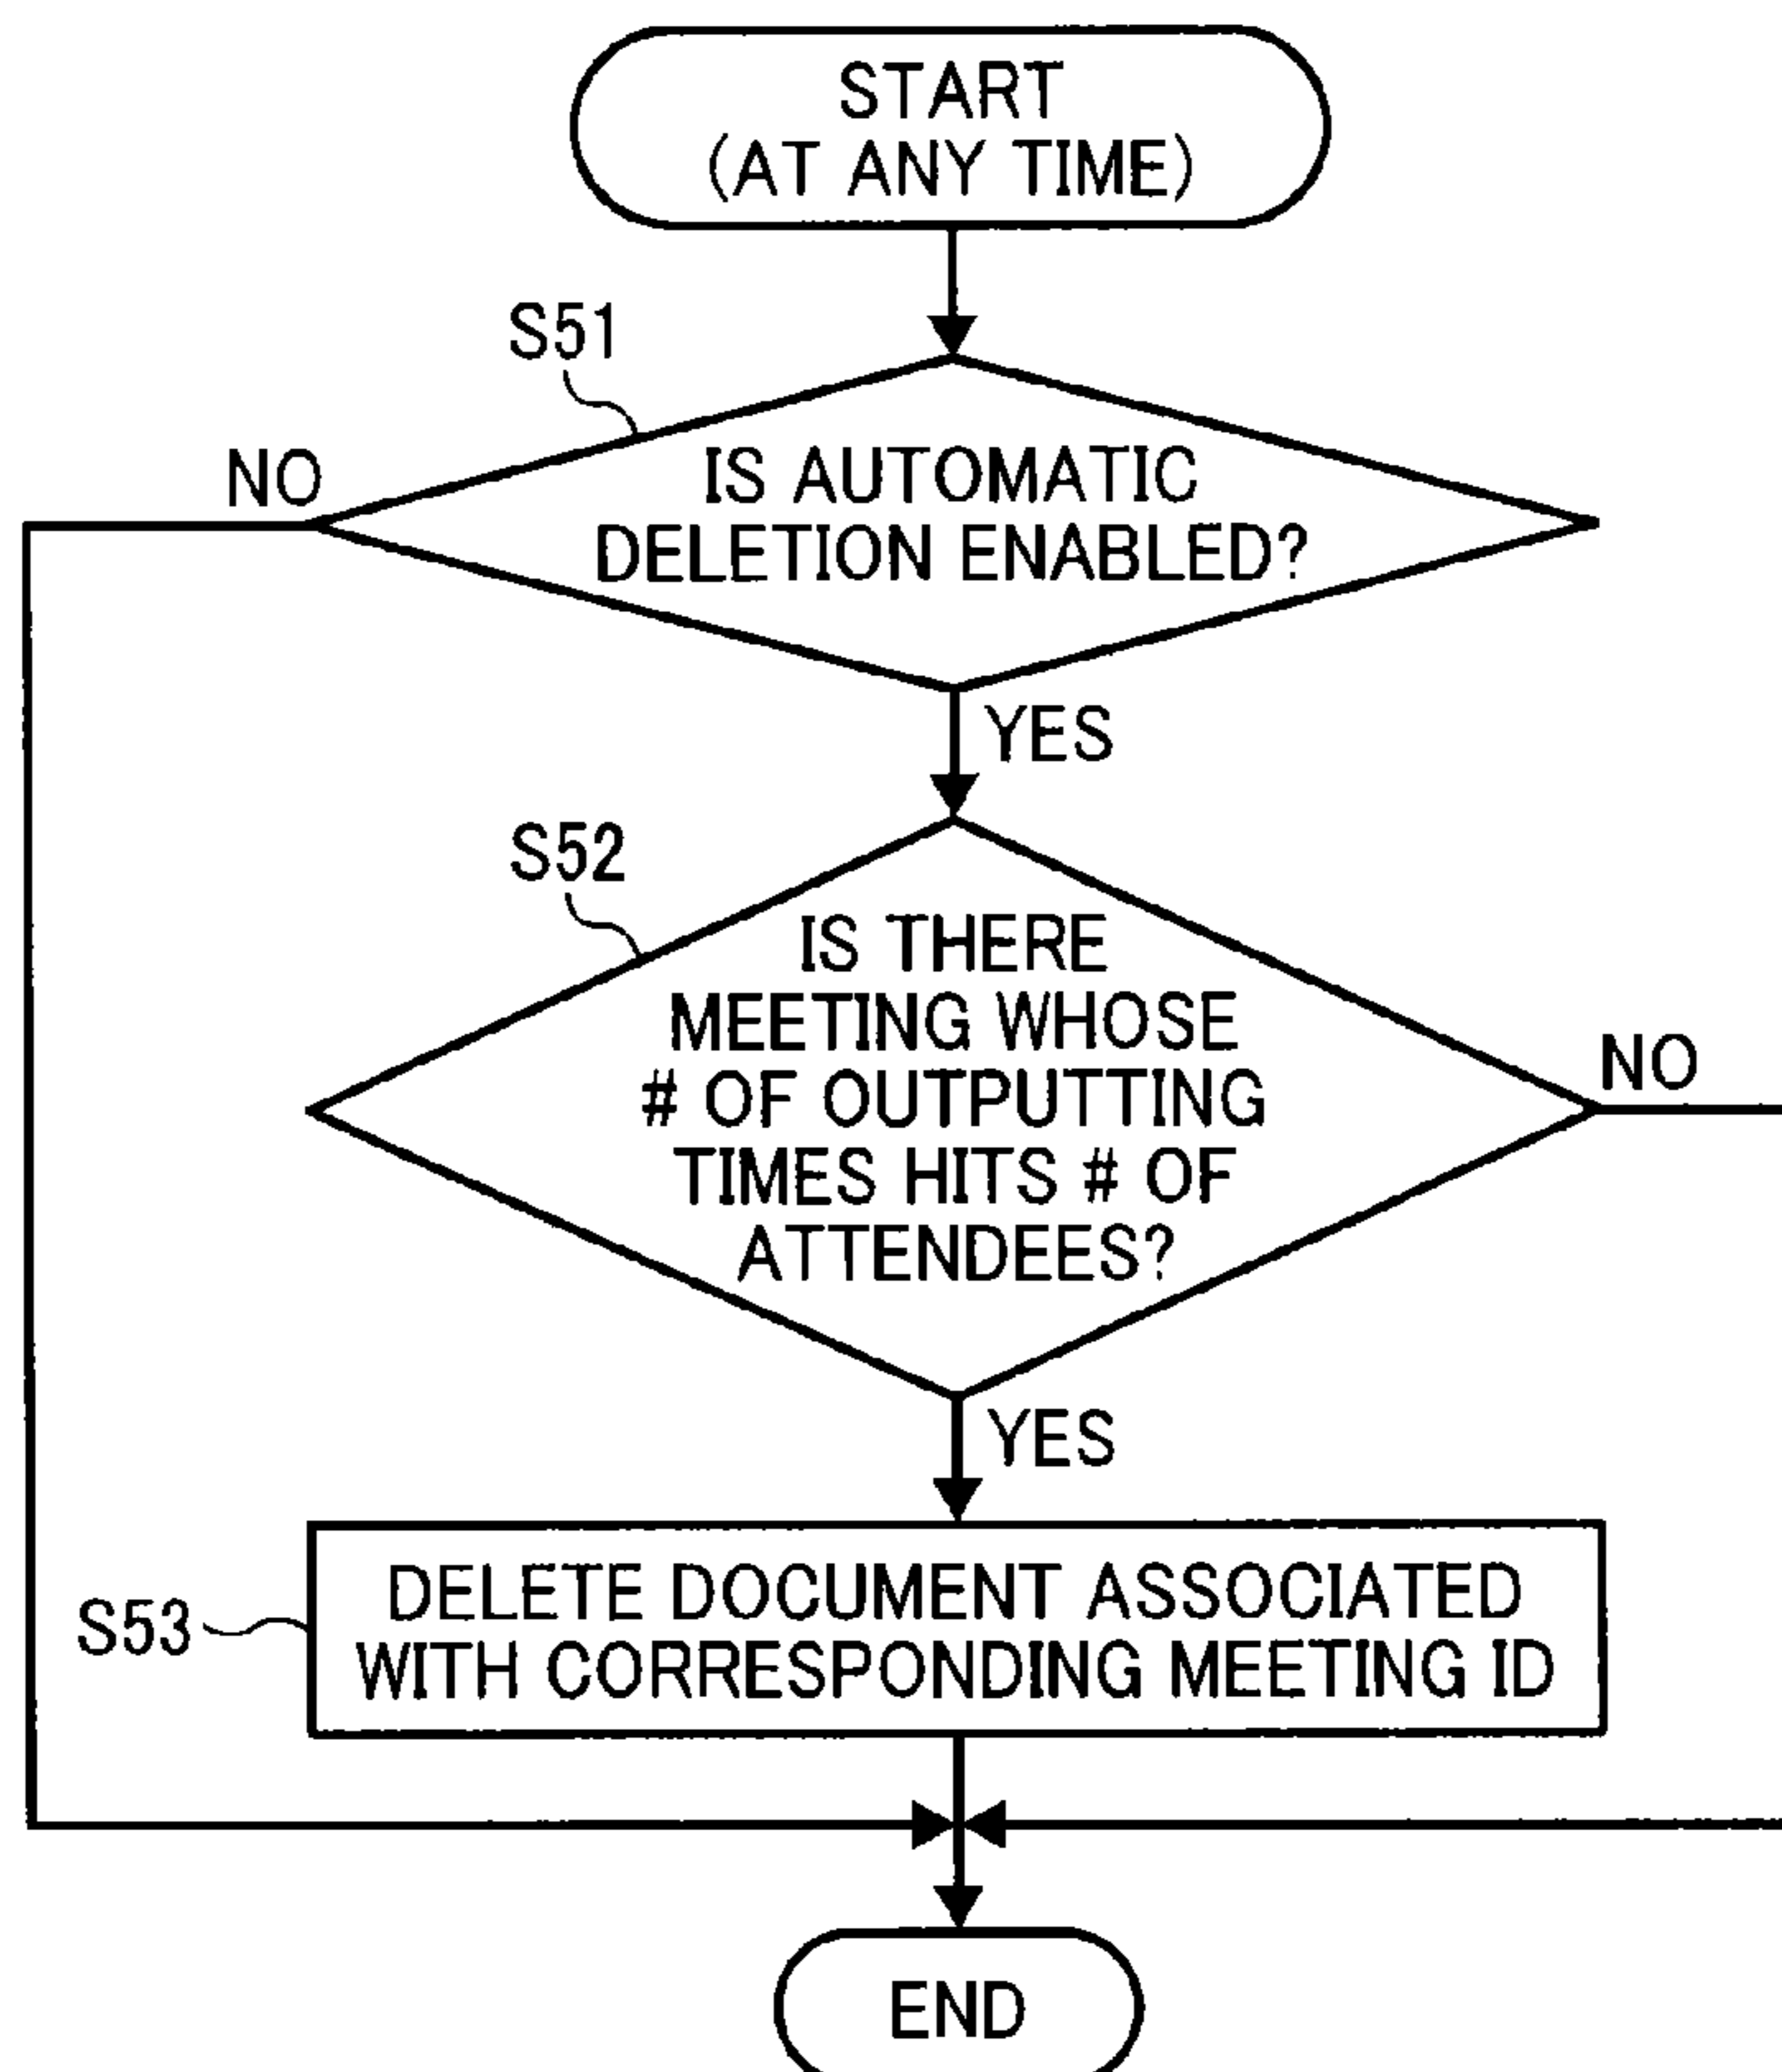 START
(AT ANY TIME)
S51
NO
IS AUTOMATIC
DELETION ENABLED?
YES
S52
IS THERE
MEETING WHOSE
# OF OUTPUTTING
TIMES HITS # OF
ATTENDEES?
NO
YES
S53
DELETE DOCUMENT ASSOCIATED
WITH CORRESPONDING MEETING ID
END